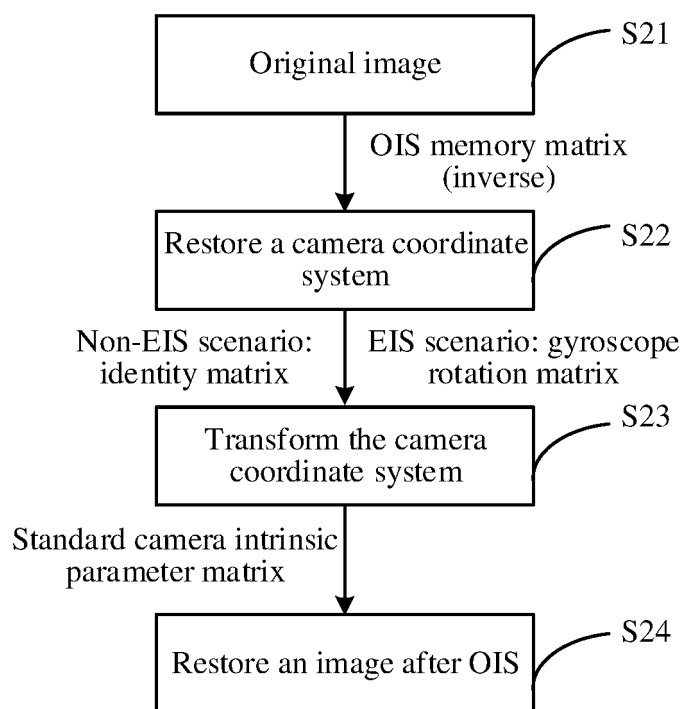 S21
Original image
OIS memory matrix
(inverse)
S22
Restore a camera coordinate
system
Non-EIS scenario:
identity matrix
EIS scenario: gyroscope
rotation matrix
S23
Transform the camera
coordinate system
Standard camera intrinsic
parameter matrix
S24
Restore an image after OIS